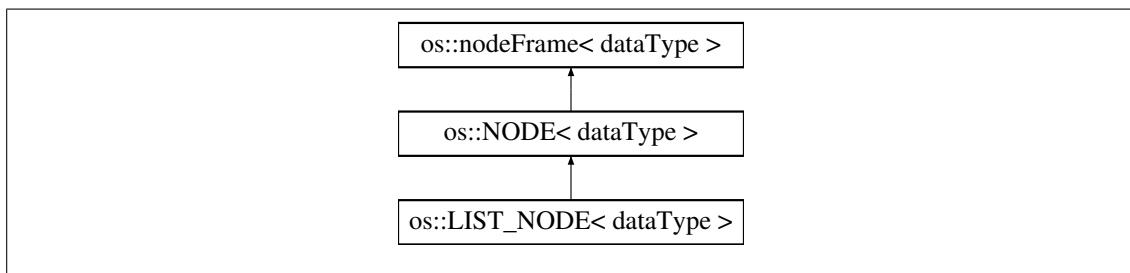 os::nodeFrame< dataType >
os::NODE< dataType >
os::LIST_NODE< dataType >